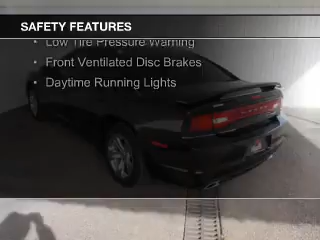 SAFETY FEATURES
• Low Tire Pressure Warning
• Front Ventilated Disc Brakes
• Daytime Running Lights